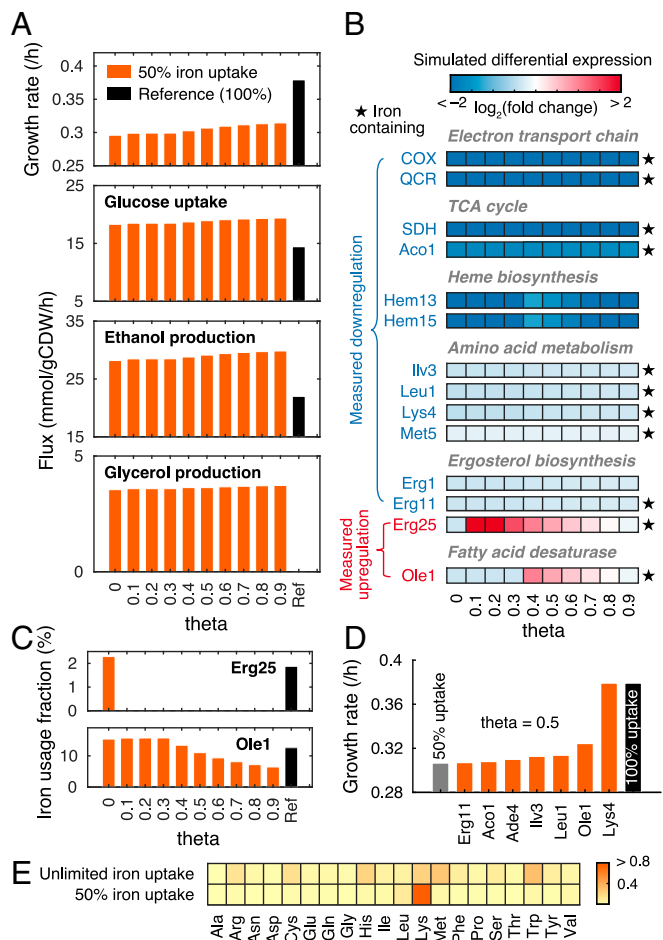 A
Growth rate (/h)
0.4
0.35
0.3
0.25
50% iron uptake
Reference (100%)
Flux (mmol/gCDW/h)
25
15
5
Glucose uptake
35
25
15
Ethanol production
5
0
Glycerol production
0 0.1 0.2 0.3 0.4 0.5 0.6 0.7 0.8 0.9 Ref
theta
B
Simulated differential expression
< −2 log2(fold change) > 2
★ Iron containing
Measured downregulation
Electron transport chain
COX ★
QCR ★
TCA cycle
SDH ★
Aco1 ★
Heme biosynthesis
Hem13
Hem15
Amino acid metabolism
Ilv3 ★
Leu1 ★
Lys4 ★
Met5 ★
Ergosterol biosynthesis
Erg1
Erg11 ★
Measured upregulation
Erg25 ★
Fatty acid desaturase
Ole1 ★
0 0.1 0.2 0.3 0.4 0.5 0.6 0.7 0.8 0.9
theta
C
Iron usage fraction (%)
2
1
0
Erg25
10
0
Ole1
0 0.1 0.2 0.3 0.4 0.5 0.6 0.7 0.8 0.9 Ref
theta
D
Growth rate (/h)
0.4
0.36
0.32
0.28
50% uptake
theta = 0.5
100% uptake
Erg11 Aco1 Ade4 Ilv3 Leu1 Ole1 Lys4
E
Unlimited iron uptake
50% iron uptake
> 0.8
0.4
Ala Arg Asn Asp Cys Glu Gln Gly His Ile Leu Lys Met Phe Pro Ser Thr Trp Tyr Val